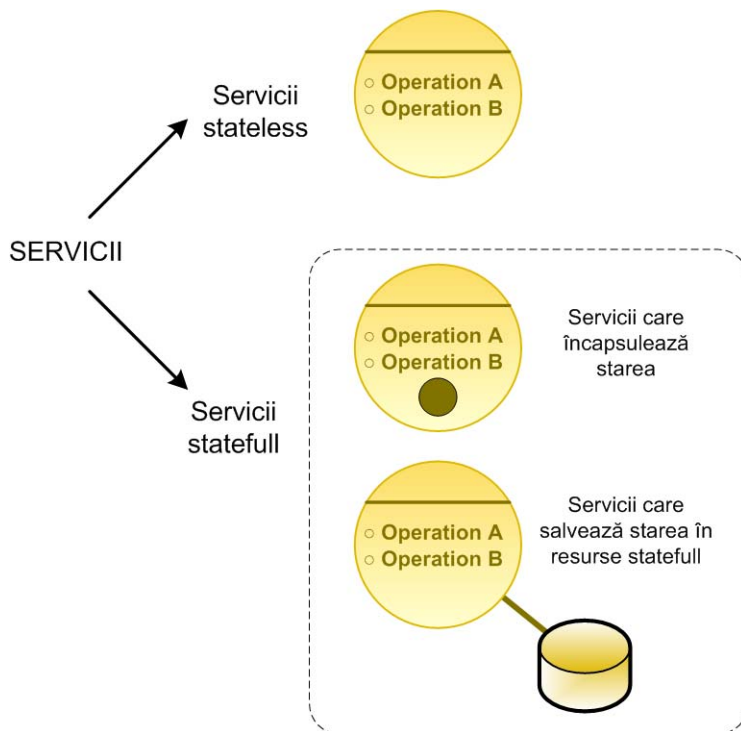 Servicii
stateless
○ Operation A
○ Operation B
SERVICII
Servicii
statefull
○ Operation A
○ Operation B
Servicii care
încapsulează
starea
○ Operation A
○ Operation B
Servicii care
salvează starea în
resurse statefull